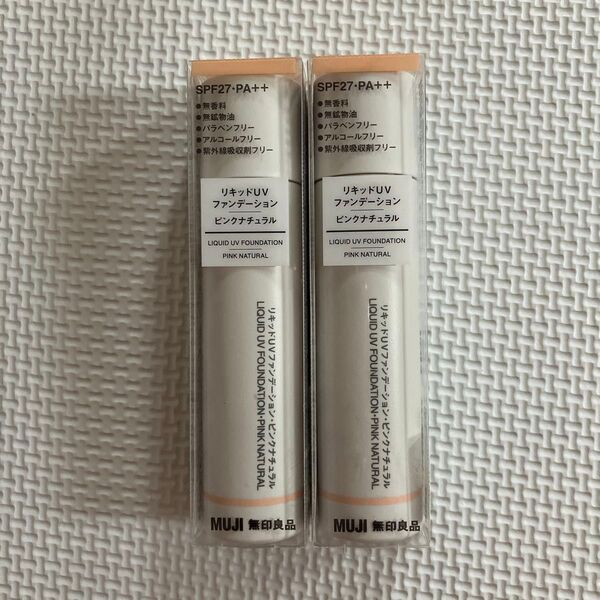 SPF27・PA++
●無香料
●無鉱物油
●パラベンフリー
●アルコールフリー
●紫外線吸収剤フリー
リキッドUV
ファンデーション
ピンクナチュラル
LIQUID UV FOUNDATION
PINK NATURAL
リキッドUVファンデーション・ピンクナチュラル
LIQUID UV FOUNDATION・PINK NATURAL
MUJI 無印良品
SPF27・PA++
●無香料
●無鉱物油
●パラベンフリー
●アルコールフリー
●紫外線吸収剤フリー
リキッドUV
ファンデーション
ピンクナチュラル
LIQUID UV FOUNDATION
PINK NATURAL
リキッドUVファンデーション・ピンクナチュラル
LIQUID UV FOUNDATION・PINK NATURAL
MUJI 無印良品